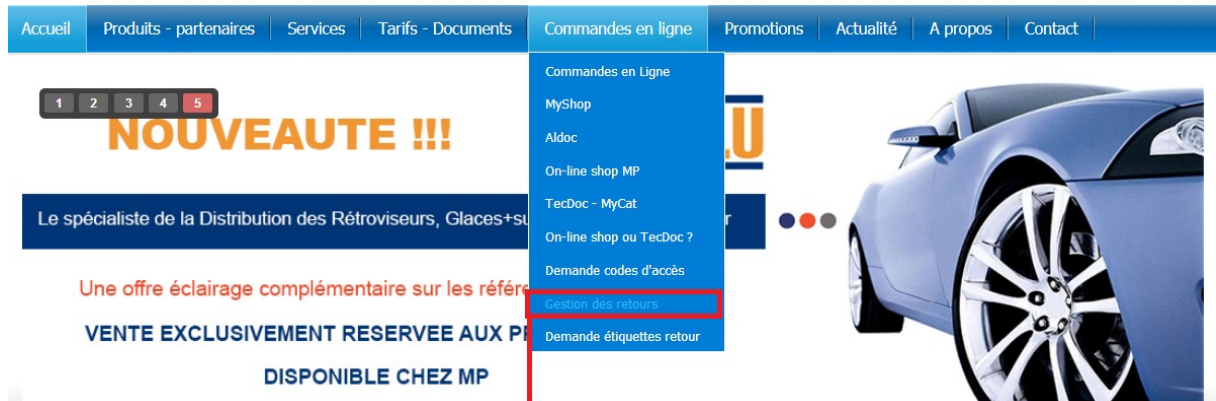 Accueil Produits - partenaires Services Tarifs - Documents Commandes en ligne Promotions Actualité A propos Contact
Commandes en Ligne
MyShop
Aldoc
On-line shop MP
TecDoc - MyCat
On-line shop ou TecDoc ?
Demande codes d'accès
Gestion des retours
Demande étiquettes retour
1 2 3 4 5
NOUVEAUTE !!!
Le spécialiste de la Distribution des Rétroviseurs, Glaces+su
Une offre éclairage complémentaire sur les
VENTE EXCLUSIVEMENT RESERVEE AUX
DISPONIBLE CHEZ MP